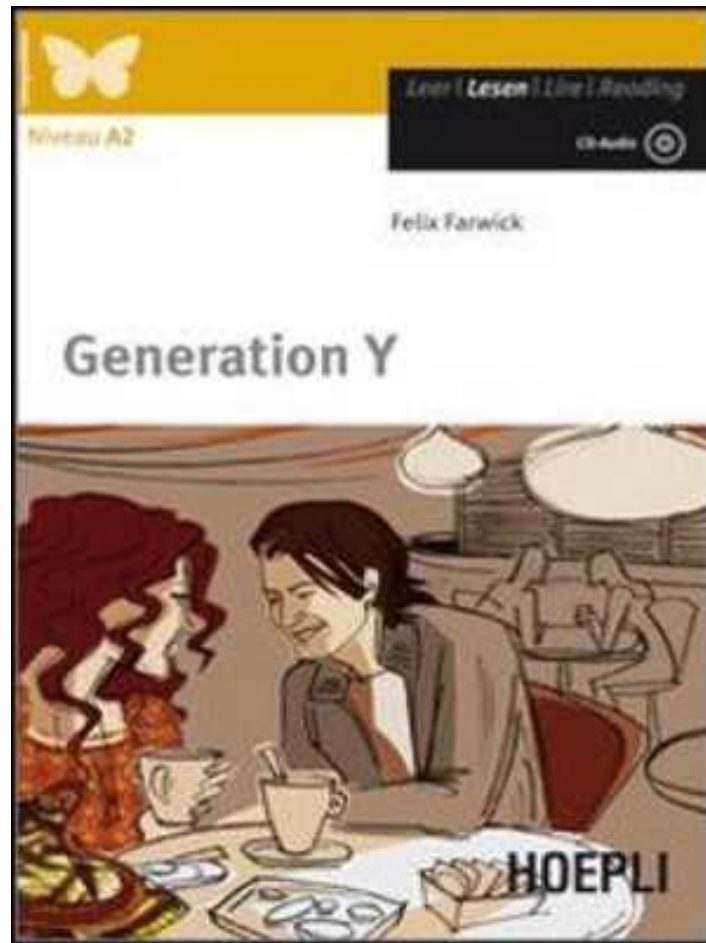 Leer | Lesen | Lire | Reading
Niveau A2
CD-Audio
Felix Farwick
Generation Y
HOEPLI